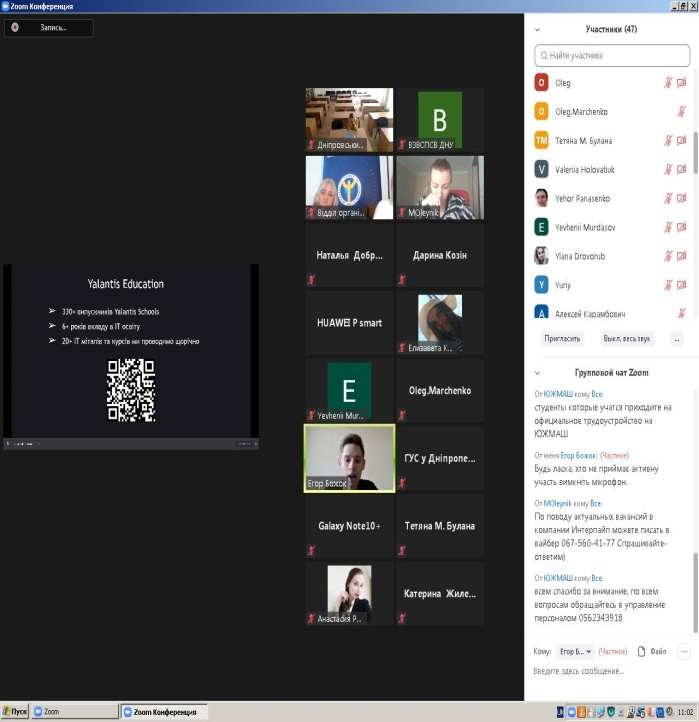 Zoom Конференция
Запись...
Yalantis Education
330+ випускників Yalantis Schools
6+ років вкладу в ІТ освіту
20+ ІТ мітапів та курсів ми проводимо щорічно
Дніпровськи...
В
ВЗВСПСВ ДНУ
Відділ органі...
MOleynik
Наталья Добр...
Дарина Козін
HUAWEI P smart
Елизавета К...
E
Yevhenii Mur...
Oleg.Marchenko
Егор Божок
ГУС у Дніпропе...
Galaxy Note10+
Тетяна М. Булана
Анастасия Р...
Катерина Жиле...
Участники (47)
Найти участника
O Oleg
O Oleg.Marchenko
TM Тетяна М. Булана
V Valeriia Holovatiuk
Yehor Panasenko
E Yevhenii Murdasov
Ylana Drovorub
Y Yuriy
A Алексей Карамбович
Пригласить
Выкл. весь звук
...
Групповой чат Zoom
От ЮЖМАШ кому Все:
студенты которые учатся приходите на
официальное трудоустройство на
ЮЖМАШ
От меня Егор Божок: (Частное)
Будь ласка, хто не приймає активну
участь вимкніть мікрофон.
От MOleynik кому Все:
По поводу актуальных вакансий в
компании Интерпайп можете писать в
вайбер 067-560-41-77 Спрашивайте-
ответим)
От ЮЖМАШ кому Все:
всем спасибо за внимание, по всем
вопросам обращайтесь в управление
персоналом 0562343918
Кому: Егор Б... (Частное) Файл ...
Введите здесь сообщение...
Пуск
Zoom
Zoom Конференция
11:02